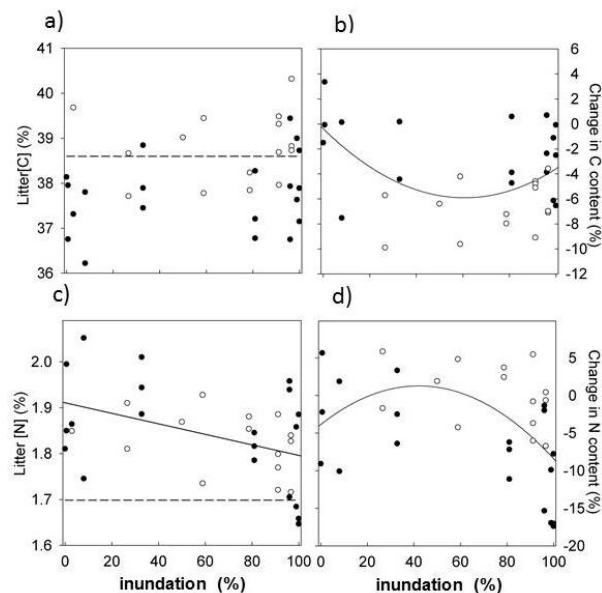 a)
b)
41
40
39
38
37
36
Litter[C] (%)
6
4
2
0
-2
-4
-6
-8
-10
-12
Change in C content (%)
c)
d)
2.0
1.9
1.8
1.7
1.6
Litter [N] (%)
5
0
-5
-10
-15
-20
Change in N content (%)
0 20 40 60 80 100
0 20 40 60 80 100
inundation (%)
inundation (%)